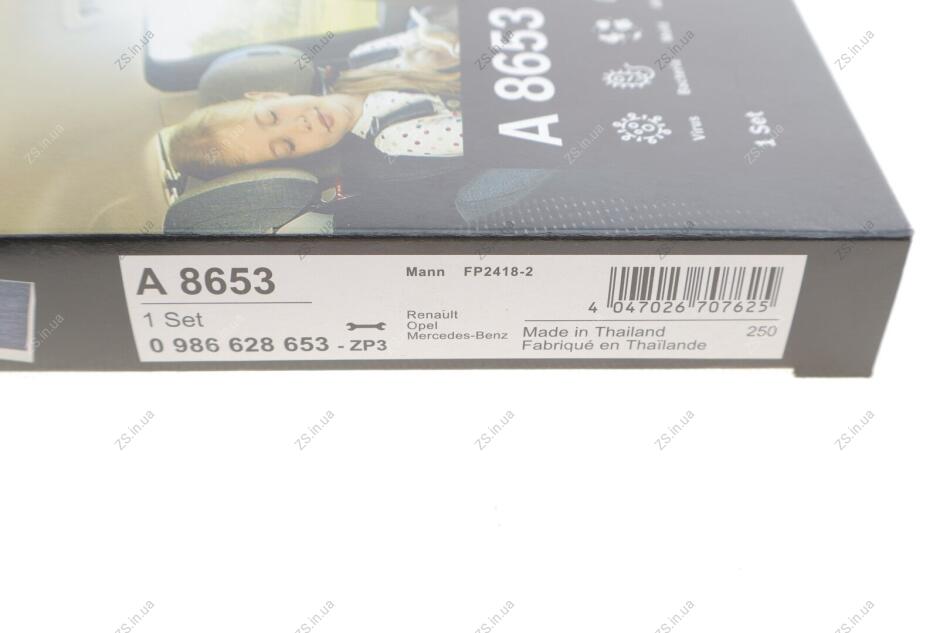 A 8653
Virus
Bacteria
1 Set
A 8653
1 Set
0 986 628 653 - ZP3
Mann FP2418-2
Renault
Opel
Mercedes-Benz
4 047026 707625
Made in Thailand 250
Fabriqué en Thaïlande
ZS.in.ua